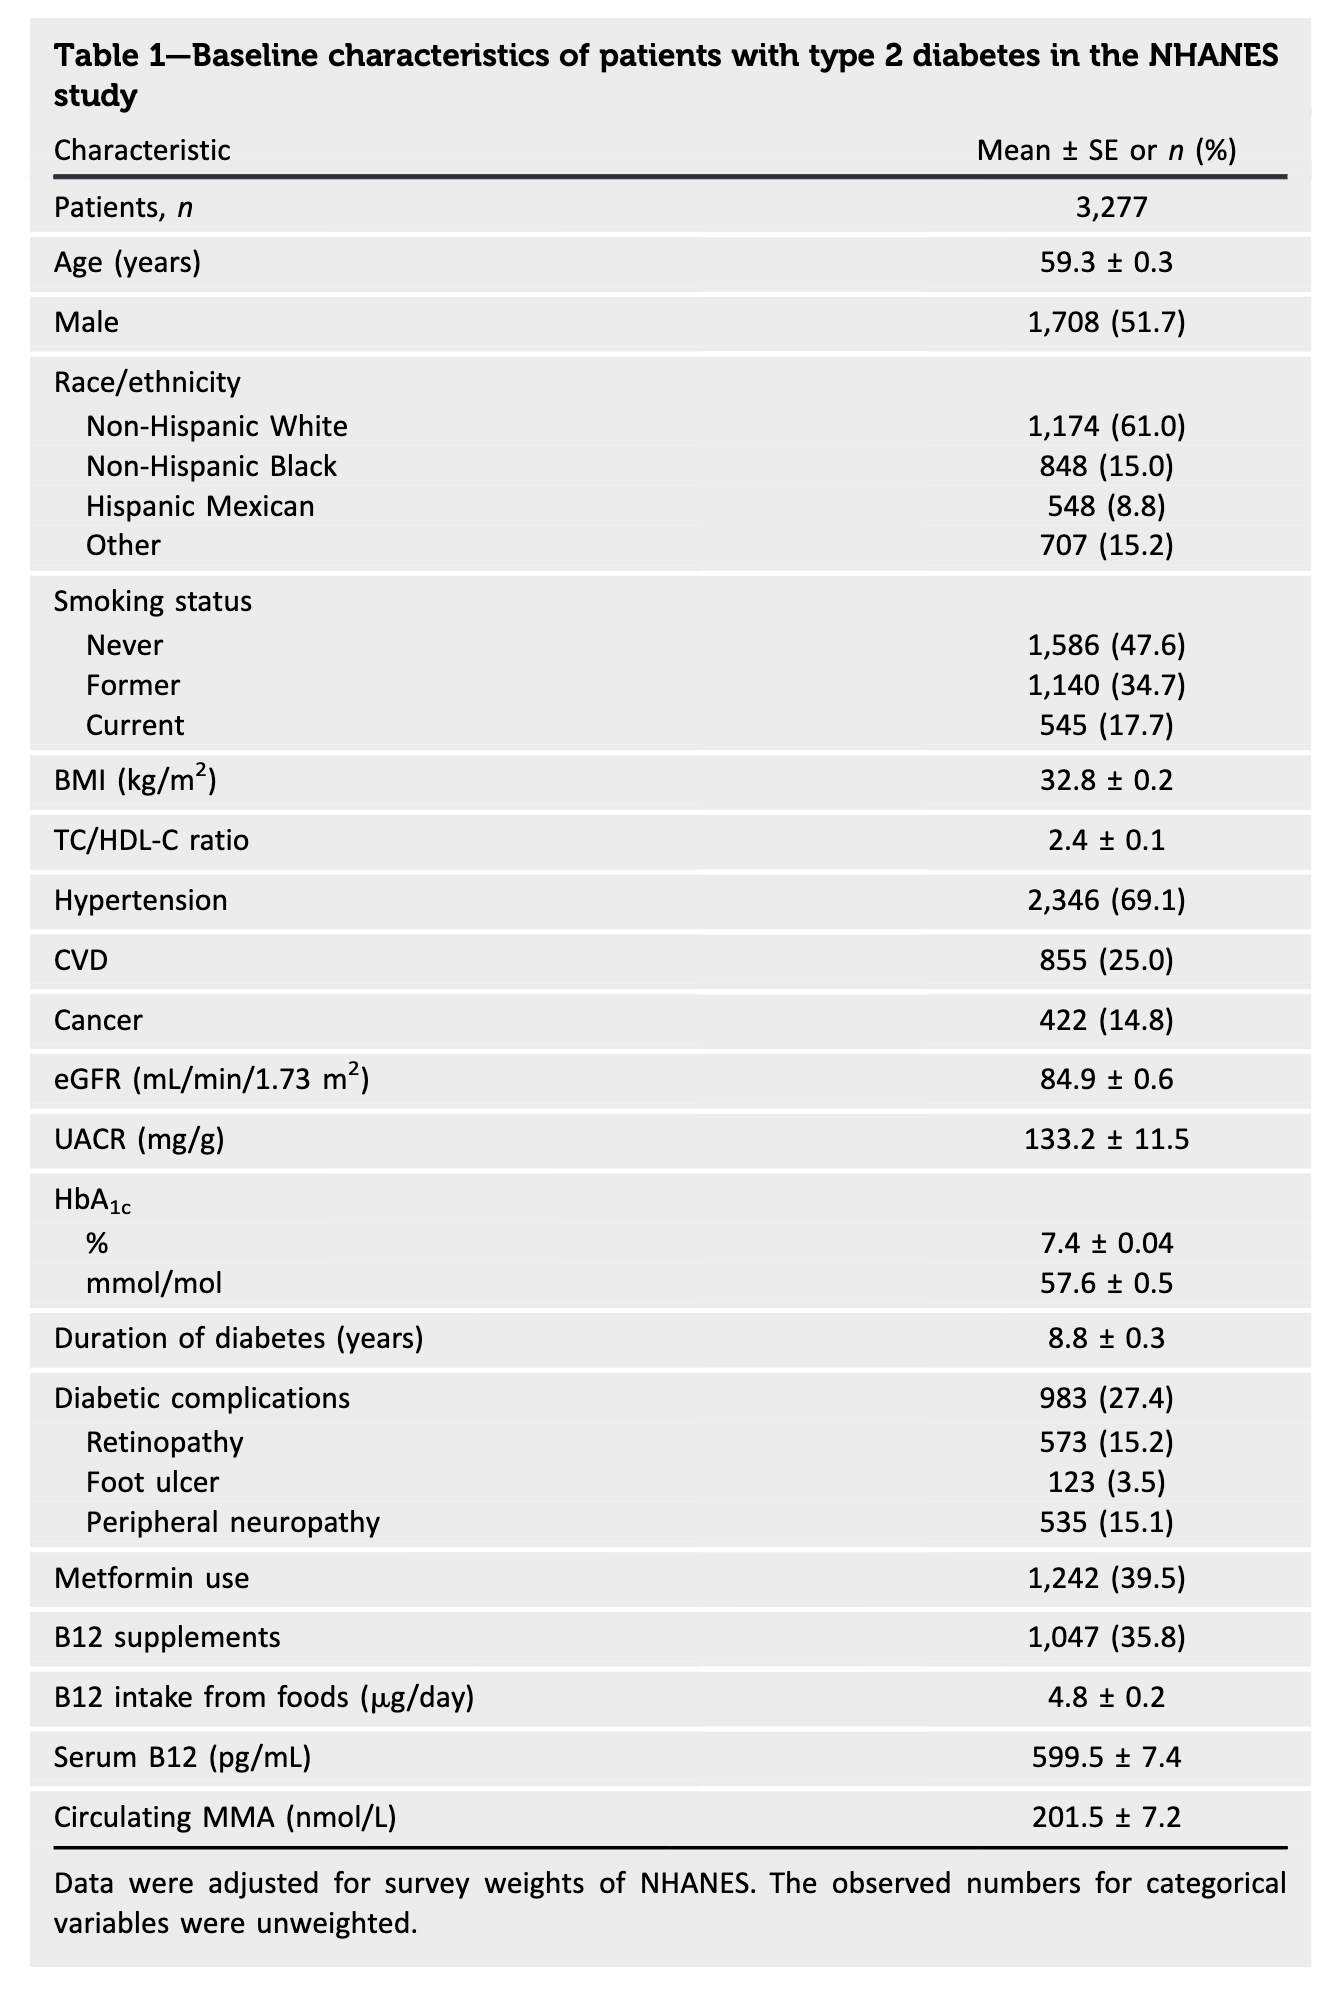 Table 1—Baseline characteristics of patients with type 2 diabetes in the NHANES
study
Characteristic Mean ± SE or n (%)
Patients, n 3,277
Age (years) 59.3 ± 0.3
Male 1,708 (51.7)
Race/ethnicity
Non-Hispanic White 1,174 (61.0)
Non-Hispanic Black 848 (15.0)
Hispanic Mexican 548 (8.8)
Other 707 (15.2)
Smoking status
Never 1,586 (47.6)
Former 1,140 (34.7)
Current 545 (17.7)
BMI (kg/m²) 32.8 ± 0.2
TC/HDL-C ratio 2.4 ± 0.1
Hypertension 2,346 (69.1)
CVD 855 (25.0)
Cancer 422 (14.8)
eGFR (mL/min/1.73 m²) 84.9 ± 0.6
UACR (mg/g) 133.2 ± 11.5
HbA1c
% 7.4 ± 0.04
mmol/mol 57.6 ± 0.5
Duration of diabetes (years) 8.8 ± 0.3
Diabetic complications 983 (27.4)
Retinopathy 573 (15.2)
Foot ulcer 123 (3.5)
Peripheral neuropathy 535 (15.1)
Metformin use 1,242 (39.5)
B12 supplements 1,047 (35.8)
B12 intake from foods (μg/day) 4.8 ± 0.2
Serum B12 (pg/mL) 599.5 ± 7.4
Circulating MMA (nmol/L) 201.5 ± 7.2
Data were adjusted for survey weights of NHANES. The observed numbers for categorical
variables were unweighted.